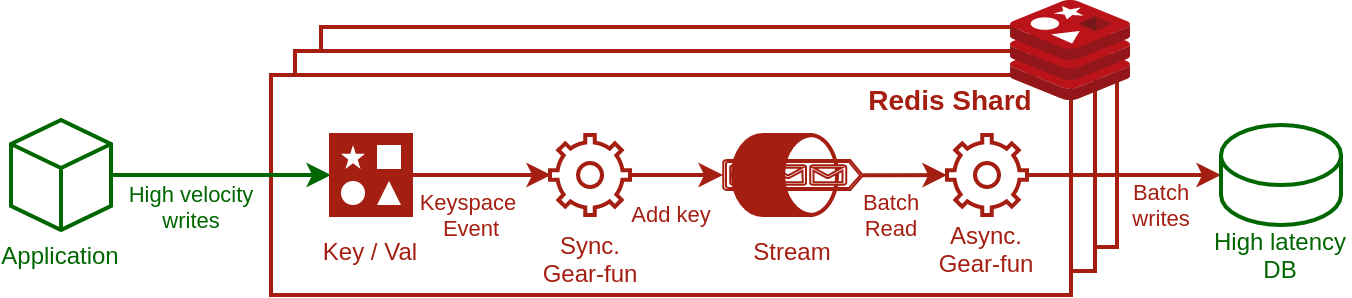 Redis Shard
Application
High velocity
writes
Key / Val
Keyspace
Event
Sync.
Gear-fun
Add key
Stream
Batch
Read
Async.
Gear-fun
Batch
writes
High latency
DB